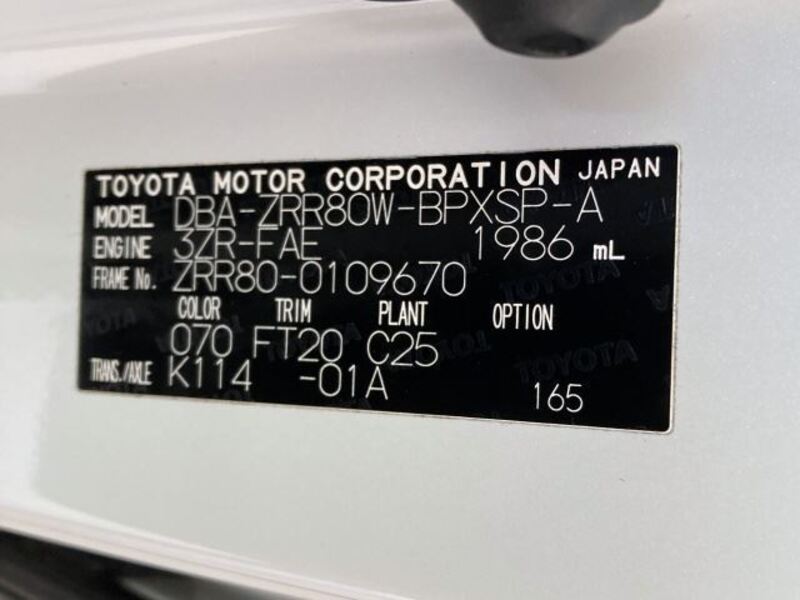 TOYOTA MOTOR CORPORATION JAPAN
MODEL DBA-ZRR80W-BPXSP-A
ENGINE 3ZR-FAE 1986 mL
FRAME No. ZRR80-0109670
COLOR TRIM PLANT OPTION
070 FT20 C25
TRANS./AXLE K114 -01A
165